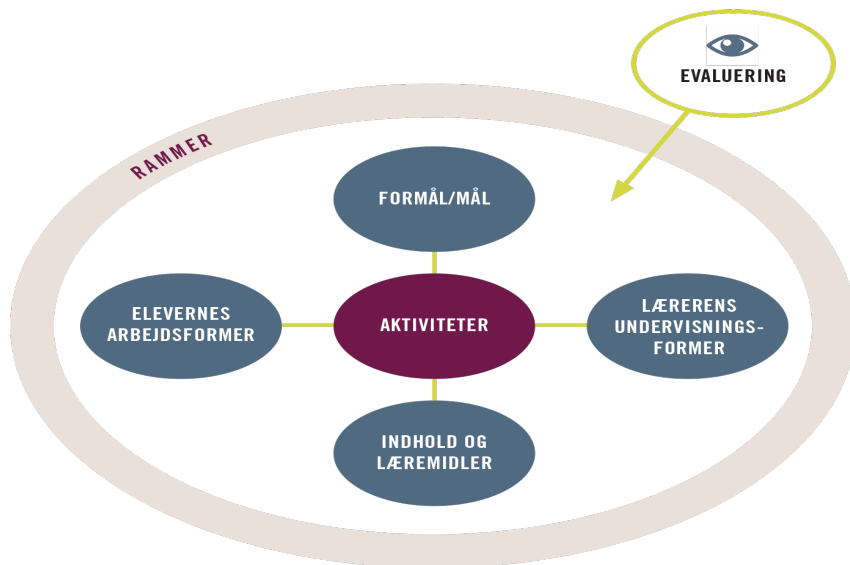 EVALUERING
RAMMER
FORMÅL/MÅL
ELEVERNES
ARBEJDSFORMER
AKTIVITETER
LÆRERENS
UNDERVISNINGS-
FORMER
INDHOLD OG
LÆREMIDLER